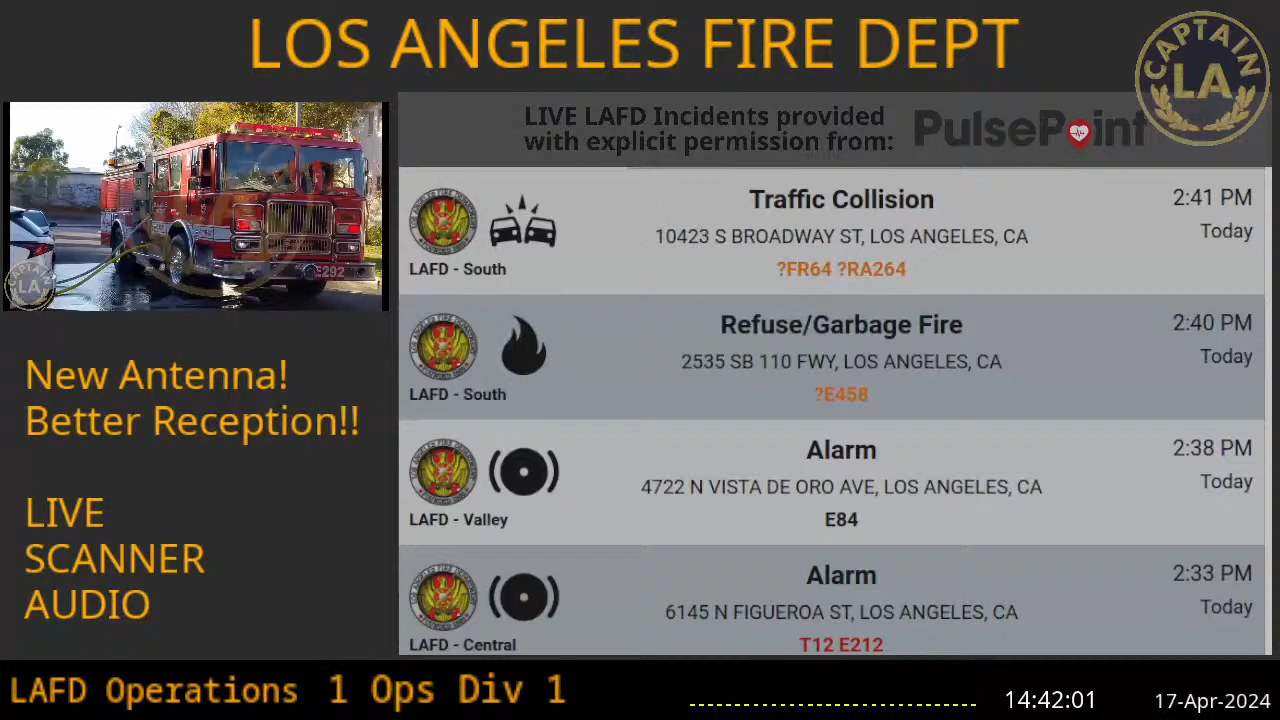 LOS ANGELES FIRE DEPT
CAPTAIN
LA
LIVE LAFD Incidents provided
with explicit permission from:
PulsePoint
E292
CAPTAIN
LA
New Antenna!
Better Reception!!
LIVE
SCANNER
AUDIO
Traffic Collision
2:41 PM
10423 S BROADWAY ST, LOS ANGELES, CA
Today
LAFD - South
?FR64 ?RA264
Refuse/Garbage Fire
2:40 PM
2535 SB 110 FWY, LOS ANGELES, CA
Today
LAFD - South
?E458
Alarm
2:38 PM
4722 N VISTA DE ORO AVE, LOS ANGELES, CA
Today
LAFD - Valley
E84
Alarm
2:33 PM
6145 N FIGUEROA ST, LOS ANGELES, CA
Today
LAFD - Central
T12 E212
LAFD Operations 1 Ops Div 1
14:42:01
17-Apr-2024